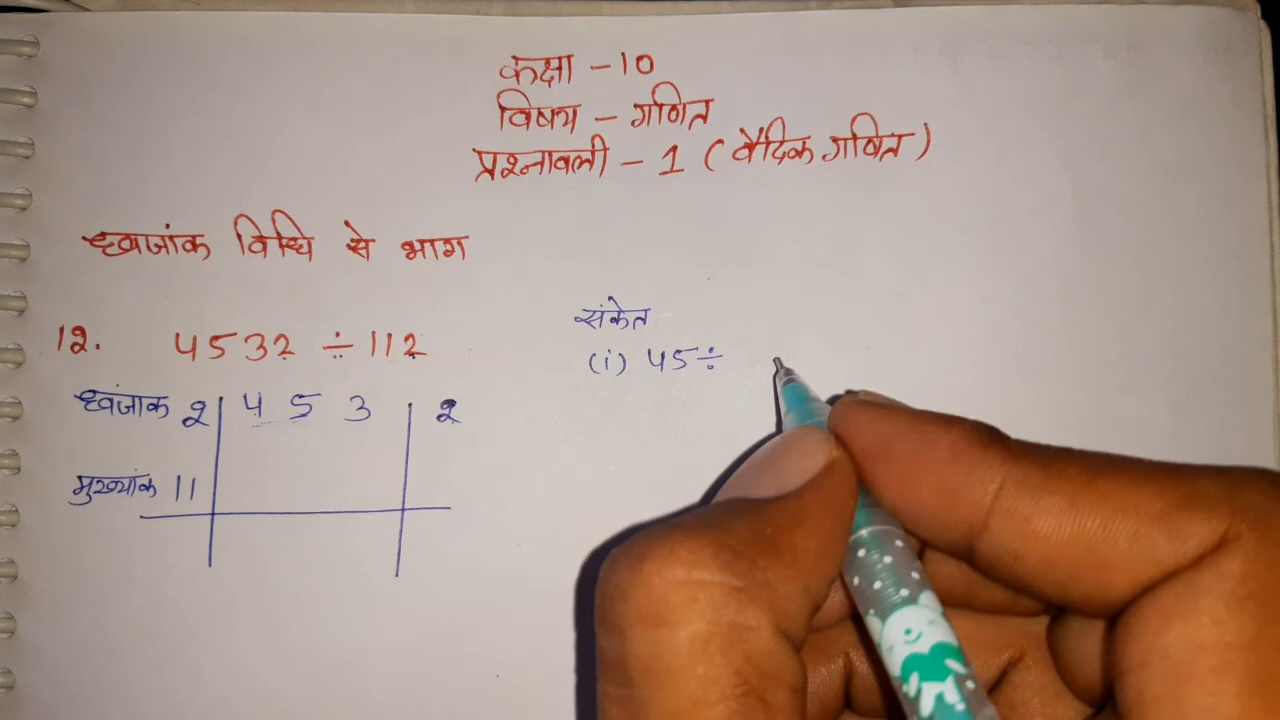 कक्षा - 10
विषय - गणित
प्रश्नावली - 1 (वैदिक गणित)
ध्वजांक विधि से भाग
12. 4532 ÷ 112
ध्वंजाक 2 4 5 3 2
मुख्यांक 11
संकेत
(i) 45÷